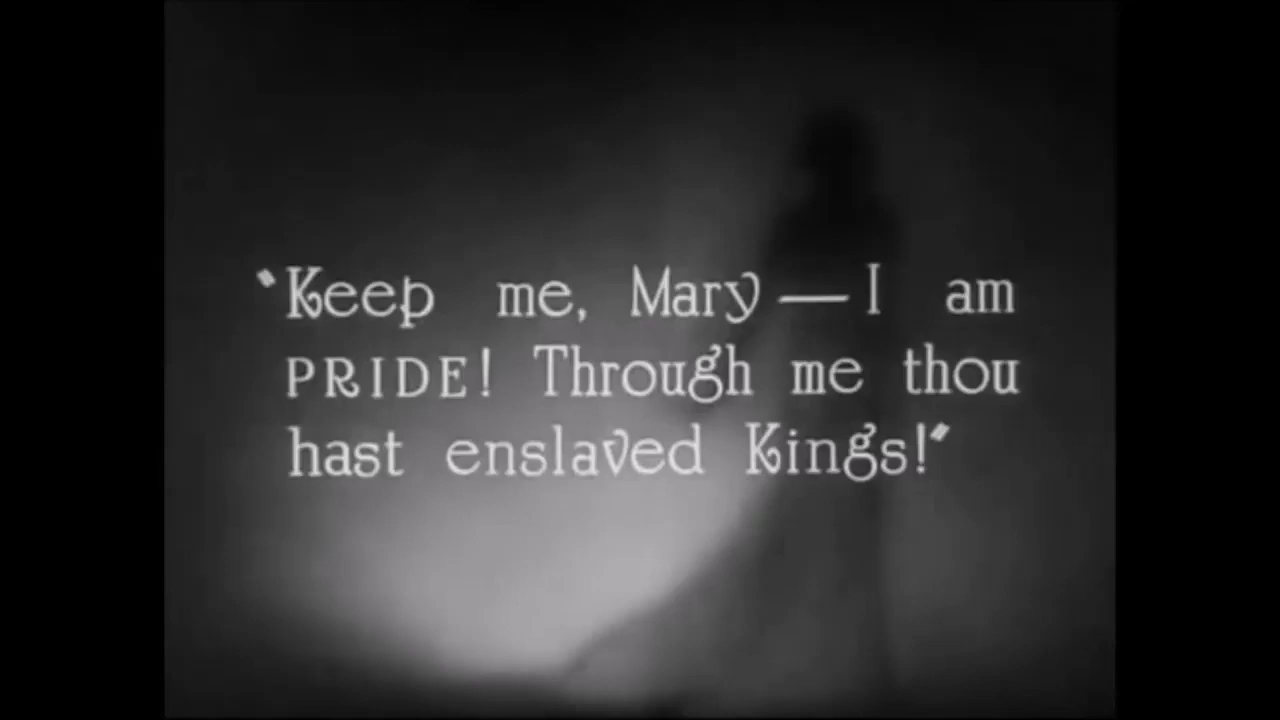 "Keep me, Mary — I am
PRIDE! Through me thou
hast enslaved Kings!"